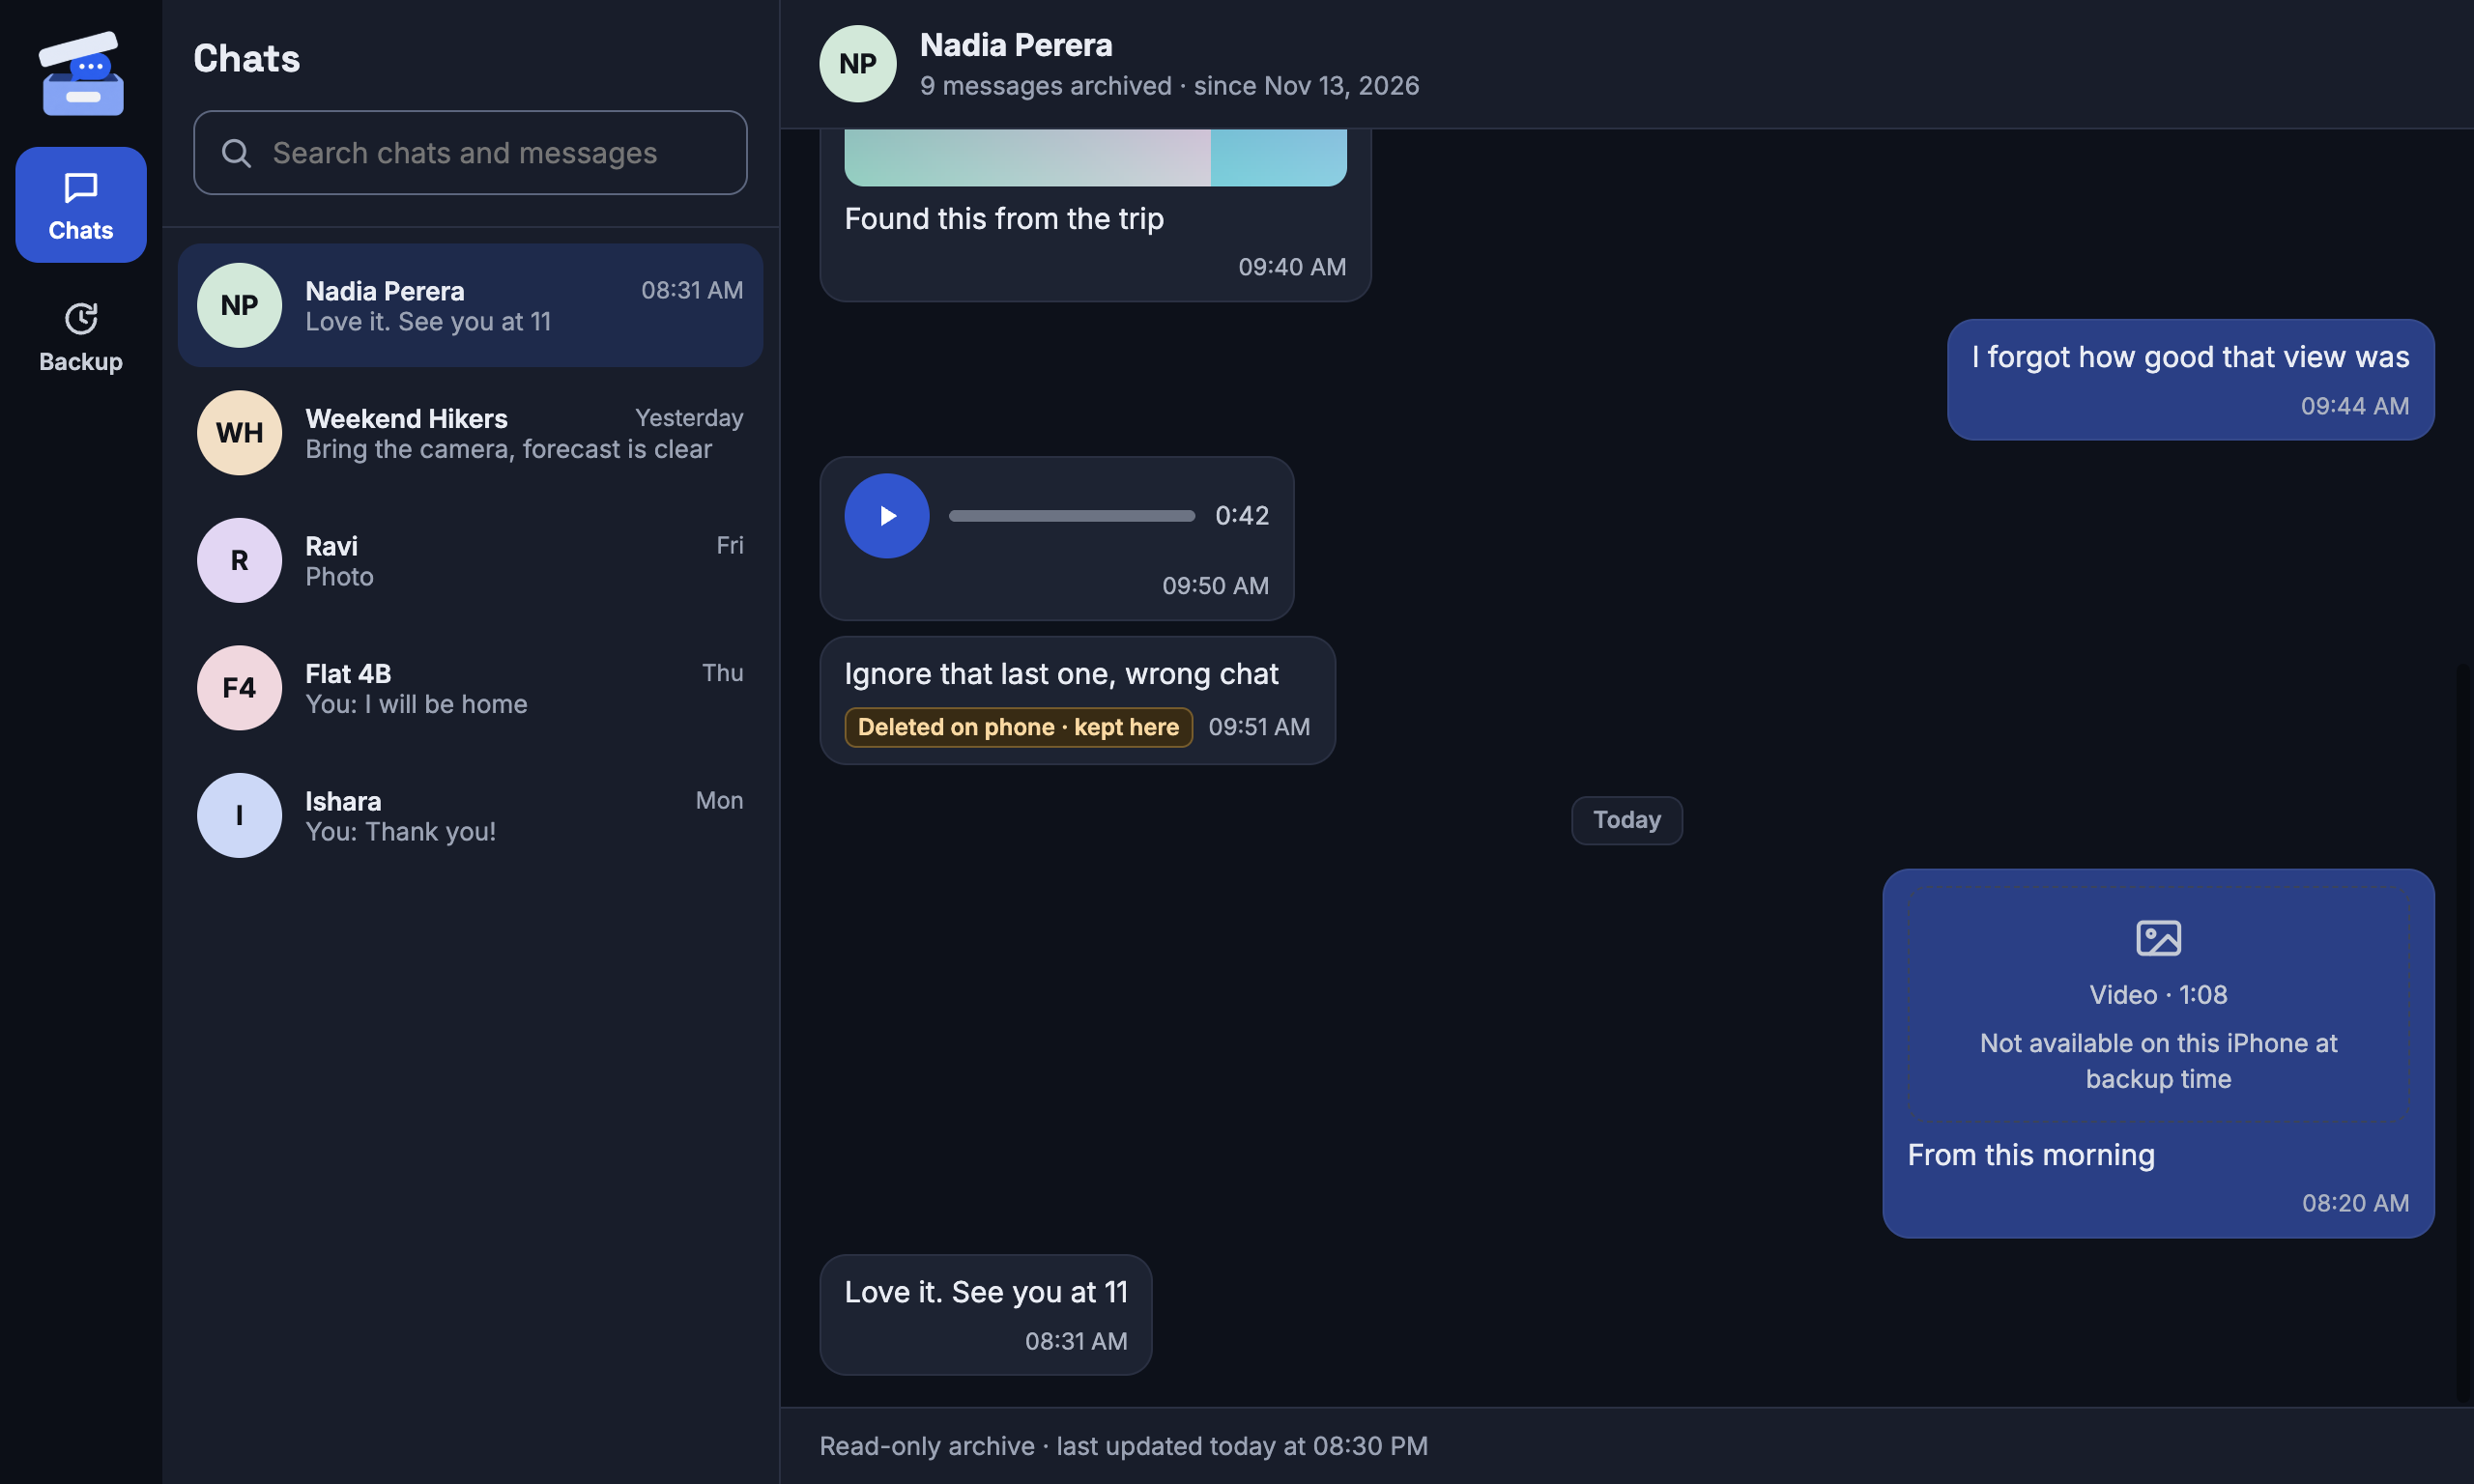 Chats
Backup
Chats
Search chats and messages
NP
Nadia Perera
08:31 AM
Love it. See you at 11
WH
Weekend Hikers
Yesterday
Bring the camera, forecast is clear
R
Ravi
Fri
Photo
F4
Flat 4B
Thu
You: I will be home
I
Ishara
Mon
You: Thank you!
NP
Nadia Perera
9 messages archived · since Nov 13, 2026
Found this from the trip
09:40 AM
I forgot how good that view was
09:44 AM
0:42
09:50 AM
Ignore that last one, wrong chat
Deleted on phone · kept here
09:51 AM
Today
Video · 1:08
Not available on this iPhone at
backup time
From this morning
08:20 AM
Love it. See you at 11
08:31 AM
Read-only archive · last updated today at 08:30 PM